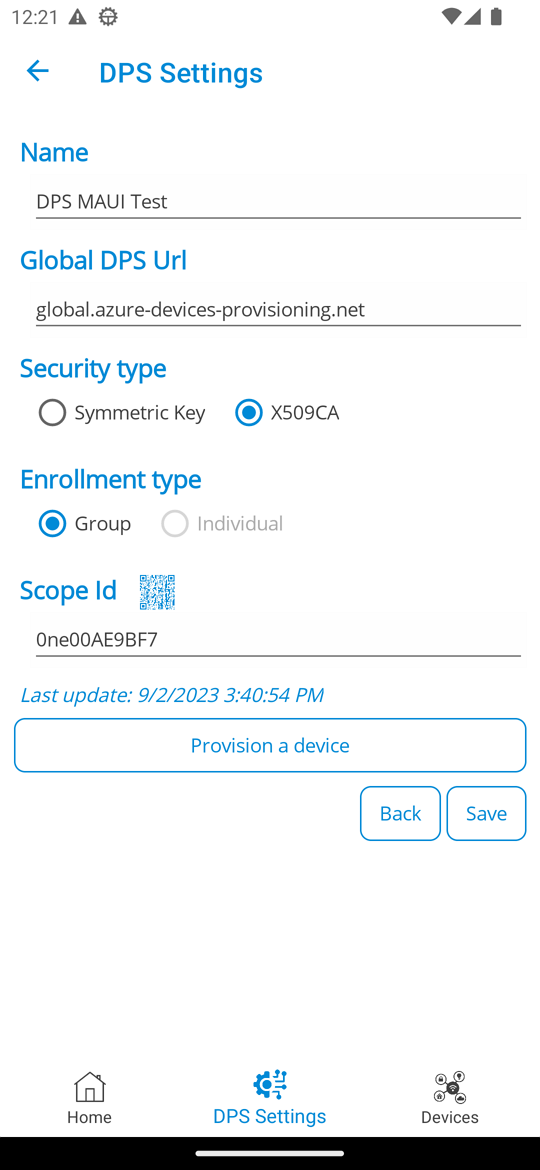 12:21
DPS Settings
Name
DPS MAUI Test
Global DPS Url
global.azure-devices-provisioning.net
Security type
Symmetric Key X509CA
Enrollment type
Group Individual
Scope Id
0ne00AE9BF7
Last update: 9/2/2023 3:40:54 PM
Provision a device
Back Save
Home DPS Settings Devices